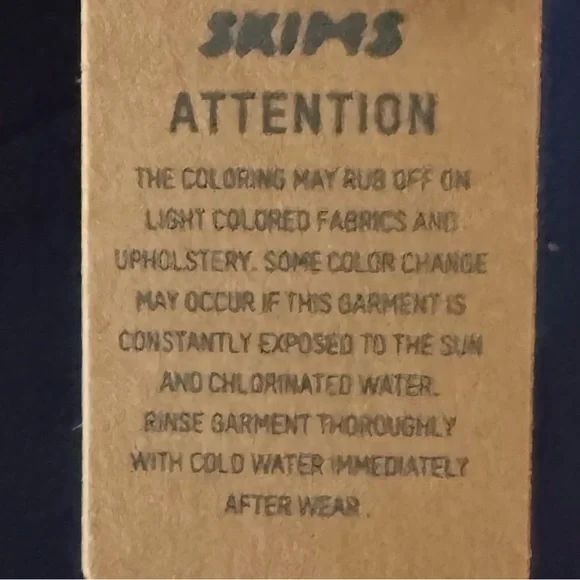 SKIMS
ATTENTION
THE COLORING MAY RUB OFF ON
LIGHT COLORED FABRICS AND
UPHOLSTERY. SOME COLOR CHANGE
MAY OCCUR IF THIS GARMENT IS
CONSTANTLY EXPOSED TO THE SUN
AND CHLORINATED WATER.
RINSE GARMENT THOROUGHLY
WITH COLD WATER IMMEDIATELY
AFTER WEAR.